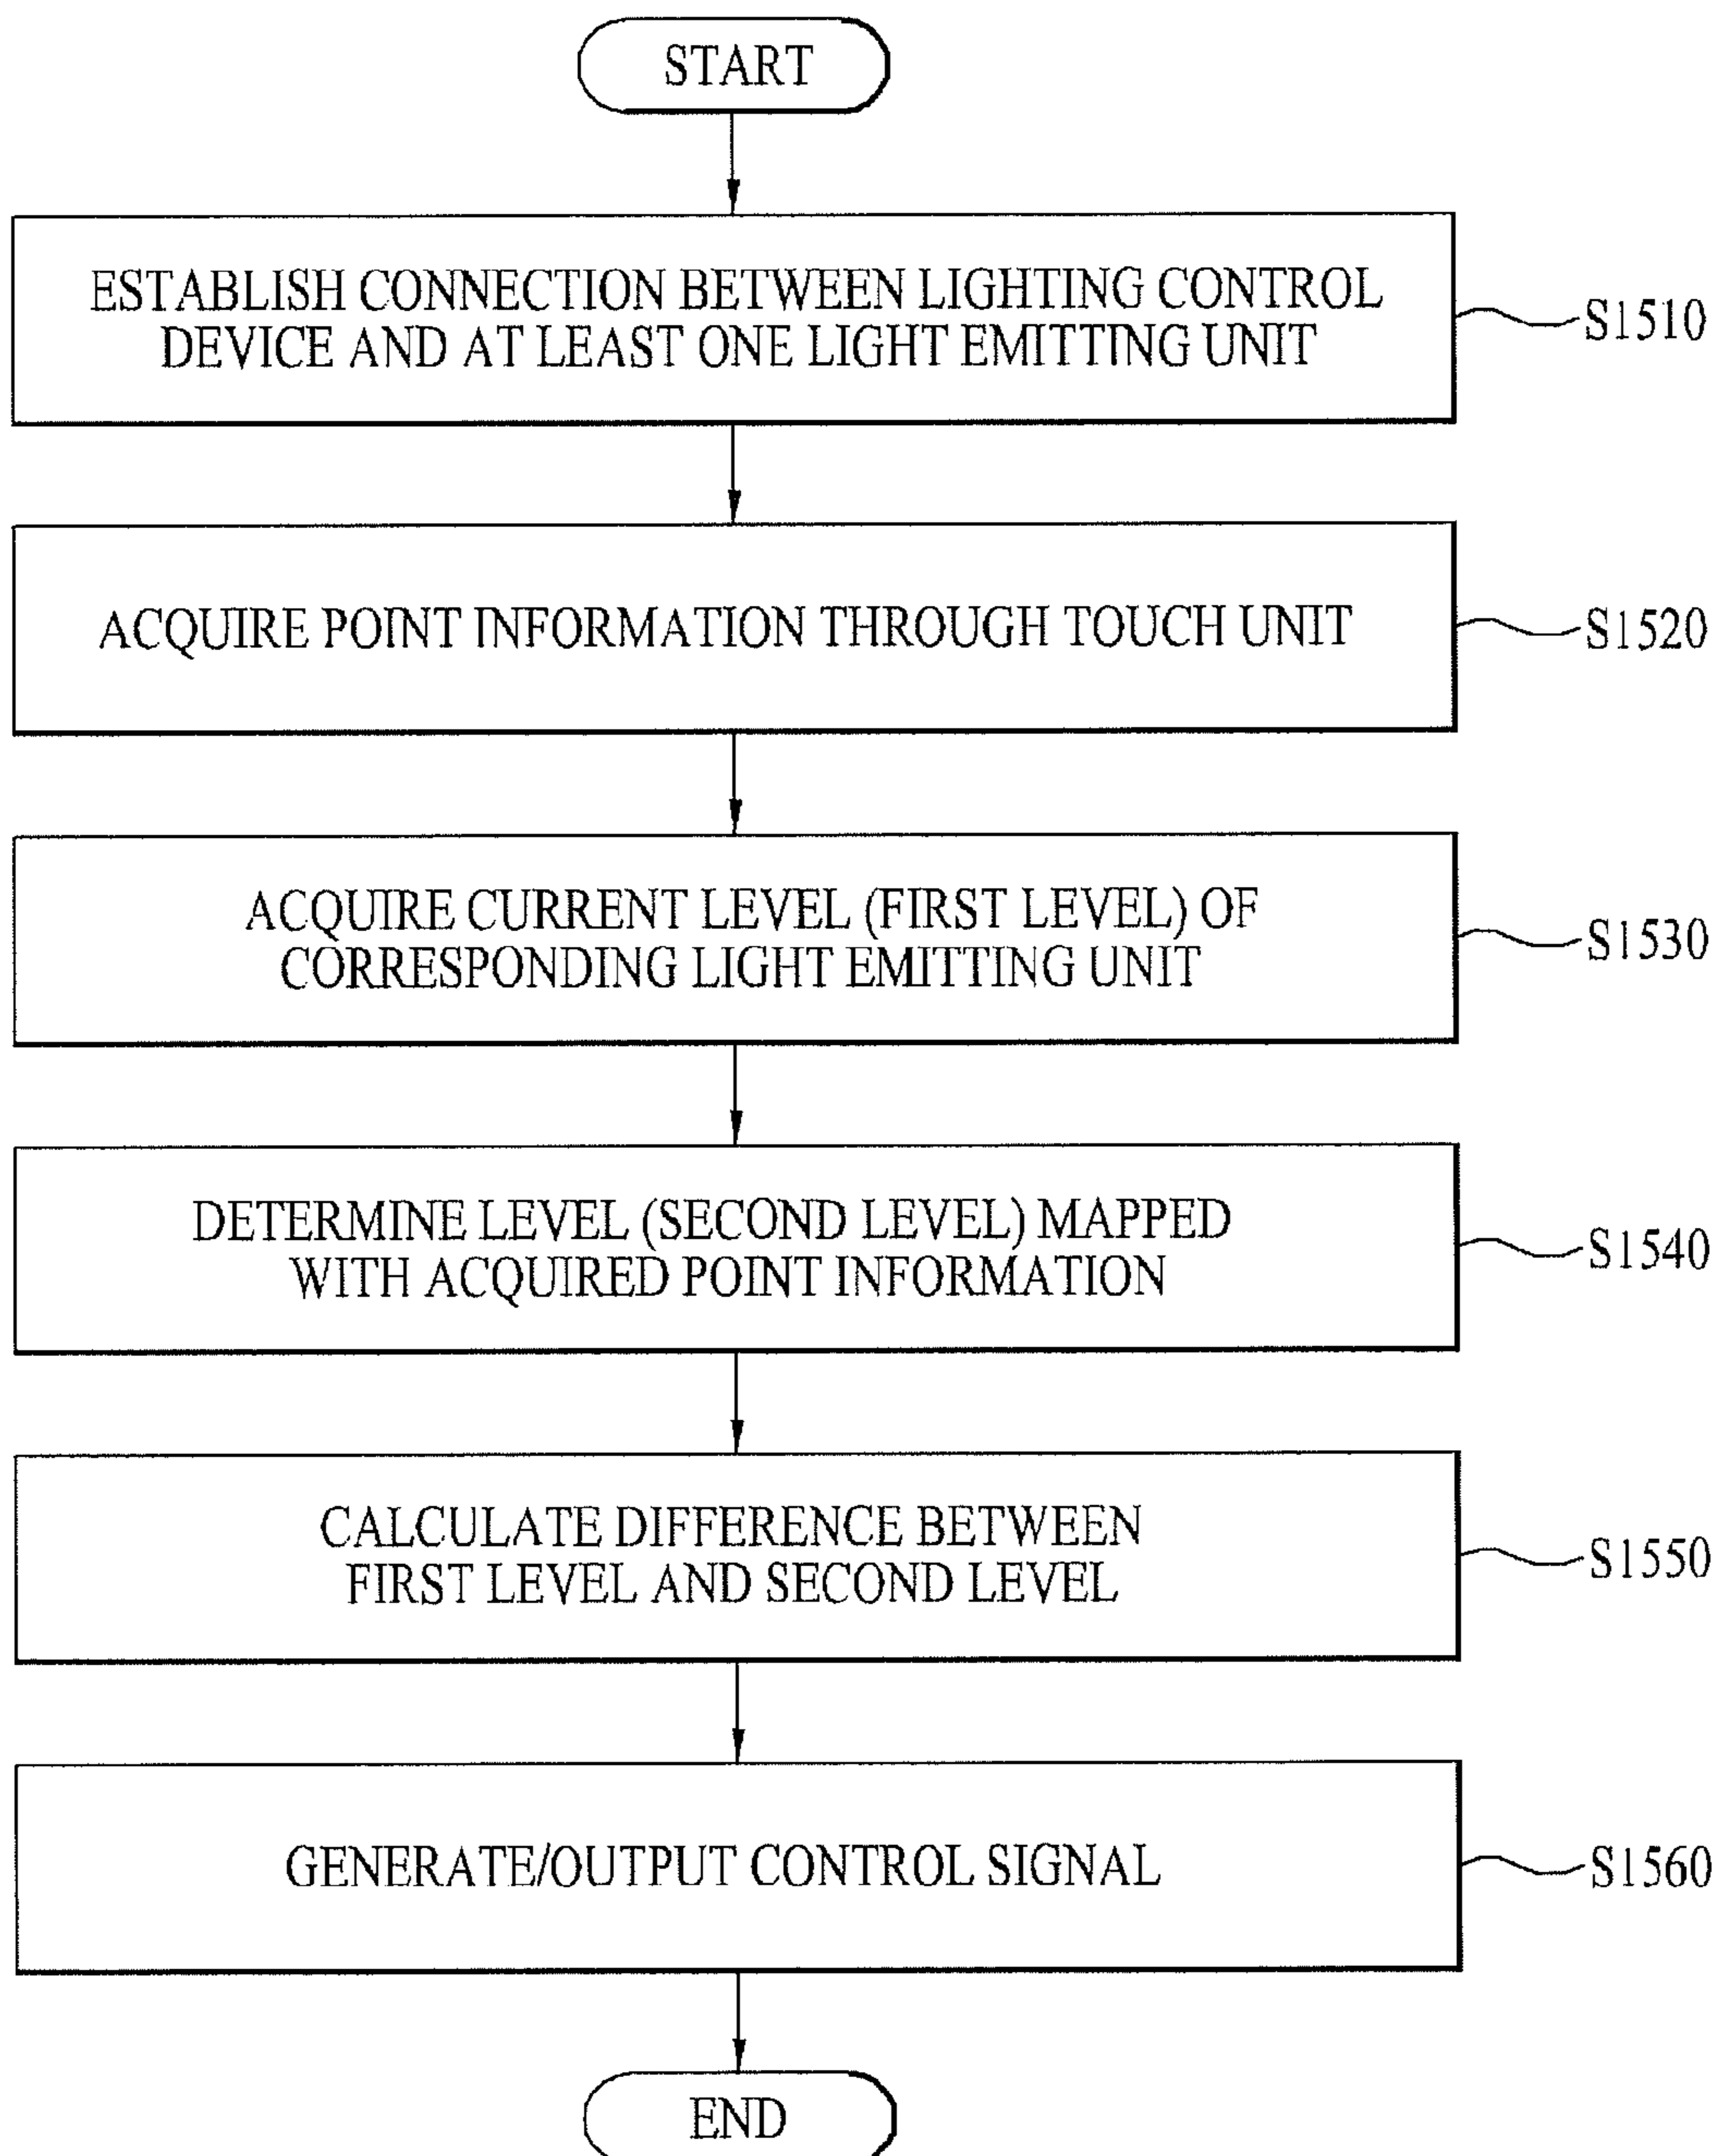 START
ESTABLISH CONNECTION BETWEEN LIGHTING CONTROL
DEVICE AND AT LEAST ONE LIGHT EMITTING UNIT
S1510
ACQUIRE POINT INFORMATION THROUGH TOUCH UNIT
S1520
ACQUIRE CURRENT LEVEL (FIRST LEVEL) OF
CORRESPONDING LIGHT EMITTING UNIT
S1530
DETERMINE LEVEL (SECOND LEVEL) MAPPED
WITH ACQUIRED POINT INFORMATION
S1540
CALCULATE DIFFERENCE BETWEEN
FIRST LEVEL AND SECOND LEVEL
S1550
GENERATE/OUTPUT CONTROL SIGNAL
S1560
END